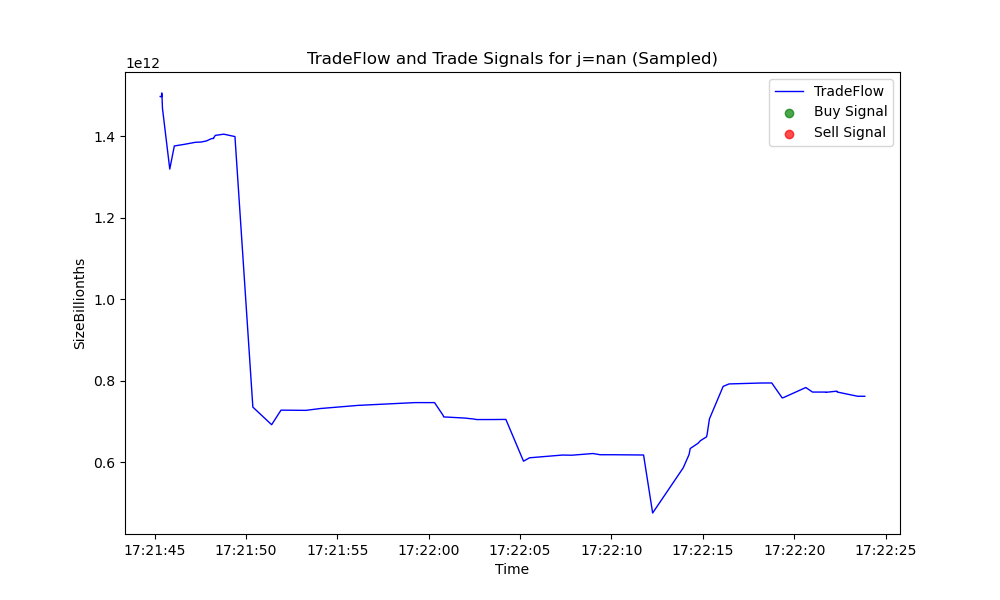 TradeFlow and Trade Signals for j=nan (Sampled)
1e12
TradeFlow
Buy Signal
Sell Signal
1.4
1.2
1.0
0.8
0.6
SizeBillionths
17:21:45 17:21:50 17:21:55 17:22:00 17:22:05 17:22:10 17:22:15 17:22:20 17:22:25
Time